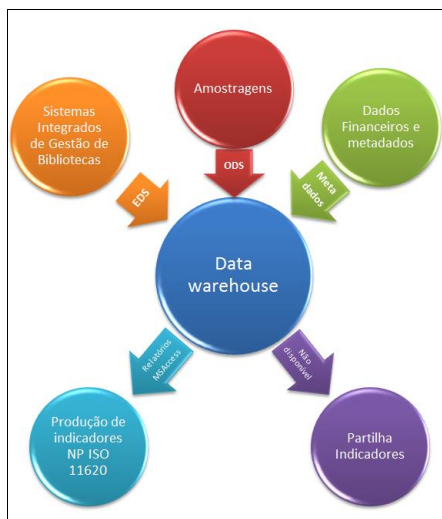 Amostragens
Sistemas
Integrados
de Gestão de
Bibliotecas
Dados
Financeiros e
metadados
EDS
ODS
Meta
dados
Data
warehouse
Relatórios
MSAccess
Não
disponível
Produção de
indicadores
NP ISO
11620
Partilha
Indicadores